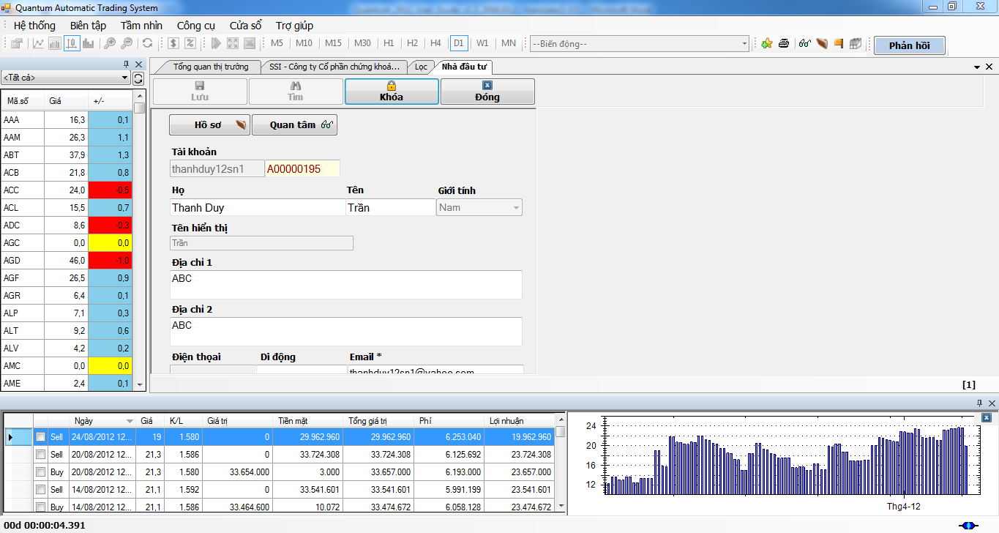 Quantum Automatic Trading System
Hệ thống Biên tập Tầm nhìn Công cụ Cửa sổ Trợ giúp
$ % M5 M10 M15 M30 H1 H2 H4 D1 W1 MN --Biến động-- Phản hồi
Tổng quan thị trường SSI - Công ty Cổ phần chứng khoá... Lọc Nhà đầu tư
<Tất cả>
Lưu Tìm Khóa Đóng
Mã.số Giá +/-
AAA 16,3 0,1
AAM 26,3 1,1
ABT 37,9 1,3
ACB 21,8 0,8
ACC 24,0 -0,5
ACL 15,5 0,7
ADC 8,6 -0,3
AGC 0,0 0,0
AGD 46,0 -1,0
AGF 26,5 0,9
AGR 6,4 0,1
ALP 7,1 0,3
ALT 9,2 0,6
ALV 4,2 0,2
AMC 0,0 0,0
AME 2,4 0,1
Hồ sơ Quan tâm
Tài khoản
thanhduy12sn1 A00000195
Họ Tên Giới tính
Thanh Duy Trần Nam
Tên hiển thị
Trần
Địa chỉ 1
ABC
Địa chỉ 2
ABC
Điện thoại Di động Email *
thanhduy12sn1@yahoo.com
[1]
Ngày Giá K/L Giá trị Tiền mặt Tổng giá trị Phí Lợi nhuận
Sell 24/08/2012 12... 19 1.580 0 29.962.960 29.962.960 6.253.040 19.962.960
Sell 20/08/2012 12... 21,3 1.586 0 33.724.308 33.724.308 6.125.692 23.724.308
Buy 20/08/2012 12... 21,3 1.580 33.654.000 3.000 33.657.000 6.193.000 23.657.000
Sell 14/08/2012 12... 21,1 1.592 0 33.541.601 33.541.601 5.991.199 23.541.601
Buy 14/08/2012 12... 21,1 1.586 33.464.600 10.072 33.474.672 6.058.128 23.474.672
24
20
16
12
Thg4-12
00d 00:00:04.391